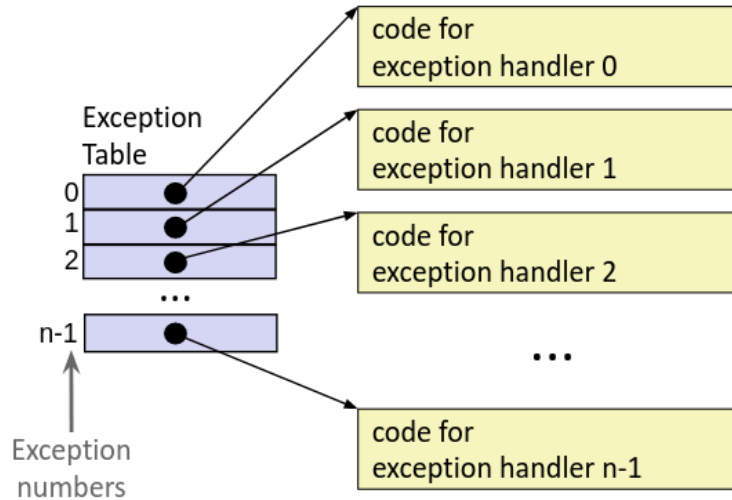 code for
exception handler 0
Exception
Table
code for
exception handler 1
0
1
2
code for
exception handler 2
...
n-1
...
Exception
numbers
code for
exception handler n-1